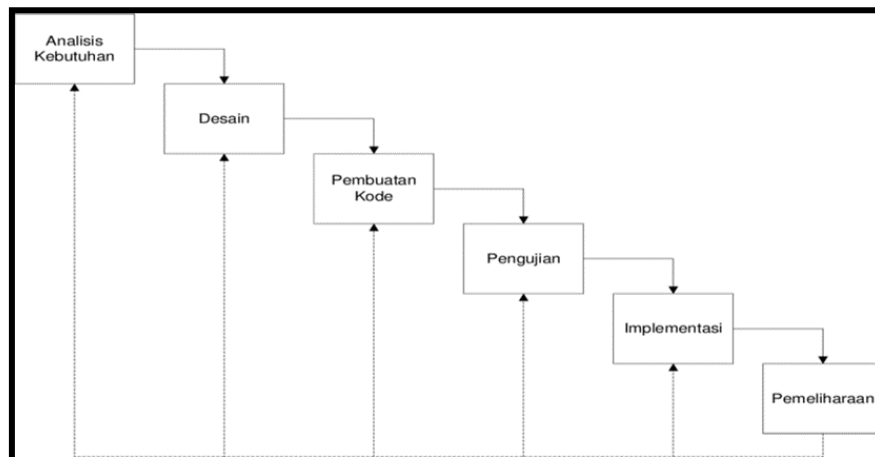 Analisis
Kebutuhan
Desain
Pembuatan
Kode
Pengujian
Implementasi
Pemeliharaan